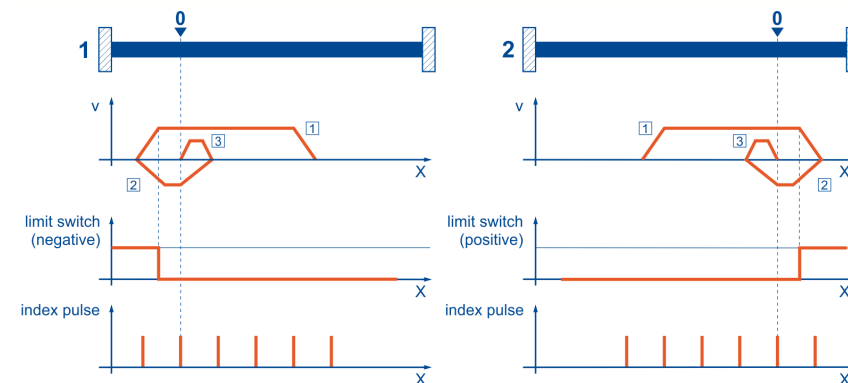 0
1
v
1
3
2
X
limit switch
(negative)
X
index pulse
X
0
2
v
1
3
2
X
limit switch
(positive)
X
index pulse
X